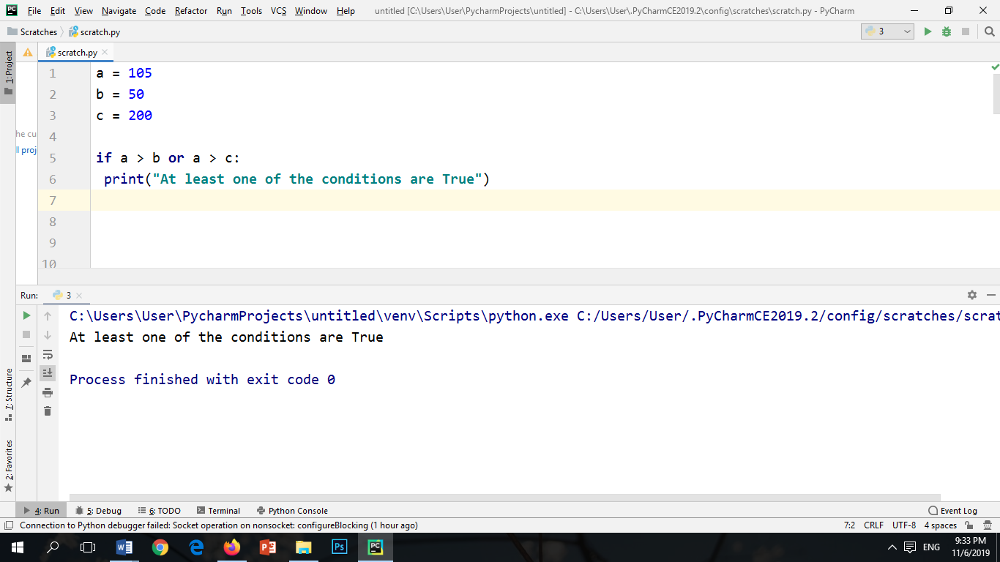 File Edit View Navigate Code Refactor Run Tools VCS Window Help untitled [C:\Users\User\PycharmProjects\untitled] - C:\Users\User\.PyCharmCE2019.2\config\scratches\scratch.py - PyCharm
Scratches scratch.py 3
1: Project
scratch.py
1 a = 105
2 b = 50
3 c = 200
4
he cu
5 if a > b or a > c:
ll proj
6 print("At least one of the conditions are True")
7
8
9
10
Run: 3
C:\Users\User\PycharmProjects\untitled\venv\Scripts\python.exe C:/Users/User/.PyCharmCE2019.2/config/scratches/scrat
At least one of the conditions are True
Process finished with exit code 0
7: Structure
2: Favorites
4: Run 5: Debug 6: TODO Terminal Python Console Event Log
Connection to Python debugger failed: Socket operation on nonsocket: configureBlocking (1 hour ago) 7:2 CRLF UTF-8 4 spaces
ENG 9:33 PM
11/6/2019